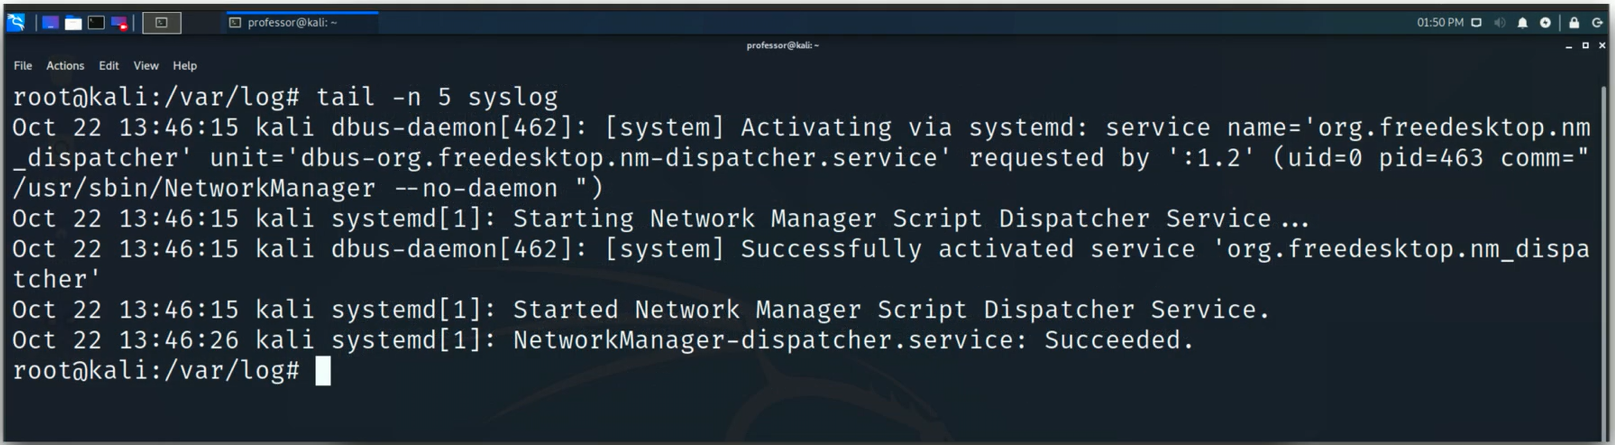 professor@kali: ~
01:50 PM
professor@kali: ~
File Actions Edit View Help
root@kali:/var/log# tail -n 5 syslog
Oct 22 13:46:15 kali dbus-daemon[462]: [system] Activating via systemd: service name='org.freedesktop.nm
_dispatcher' unit='dbus-org.freedesktop.nm-dispatcher.service' requested by ':1.2' (uid=0 pid=463 comm="
/usr/sbin/NetworkManager --no-daemon ")
Oct 22 13:46:15 kali systemd[1]: Starting Network Manager Script Dispatcher Service...
Oct 22 13:46:15 kali dbus-daemon[462]: [system] Successfully activated service 'org.freedesktop.nm_dispa
tcher'
Oct 22 13:46:15 kali systemd[1]: Started Network Manager Script Dispatcher Service.
Oct 22 13:46:26 kali systemd[1]: NetworkManager-dispatcher.service: Succeeded.
root@kali:/var/log#